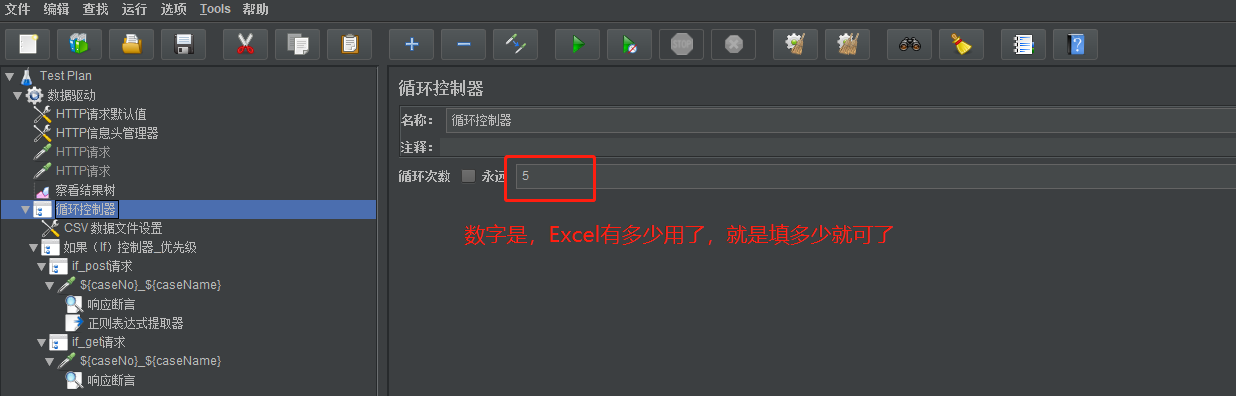 文件 编辑 查找 运行 选项 Tools 帮助
STOP
Test Plan
数据驱动
HTTP请求默认值
HTTP信息头管理器
HTTP请求
HTTP请求
察看结果树
循环控制器
CSV 数据文件设置
如果（If）控制器_优先级
if_post请求
${caseNo}_${caseName}
响应断言
正则表达式提取器
if_get请求
${caseNo}_${caseName}
响应断言
循环控制器
名称： 循环控制器
注释：
循环次数 永远 5
数字是，Excel有多少用了，就是填多少就可了